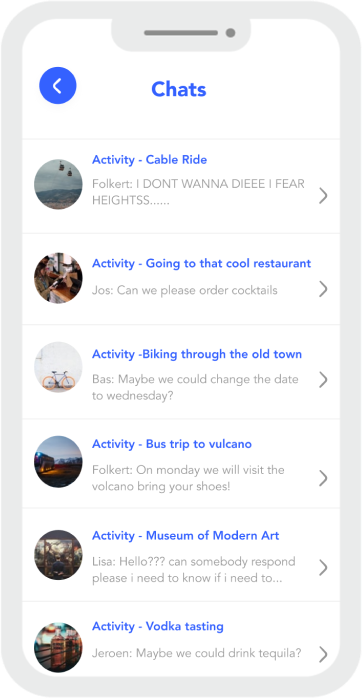 Chats
Activity - Cable Ride
Folkert: I DONT WANNA DIEEE I FEAR
HEIGHTSS......
Activity - Going to that cool restaurant
Jos: Can we please order cocktails
Activity -Biking through the old town
Bas: Maybe we could change the date
to wednesday?
Activity - Bus trip to vulcano
Folkert: On monday we will visit the
volcano bring your shoes!
Activity - Museum of Modern Art
Lisa: Hello??? can somebody respond
please i need to know if i need to...
Activity - Vodka tasting
Jeroen: Maybe we could drink tequila?